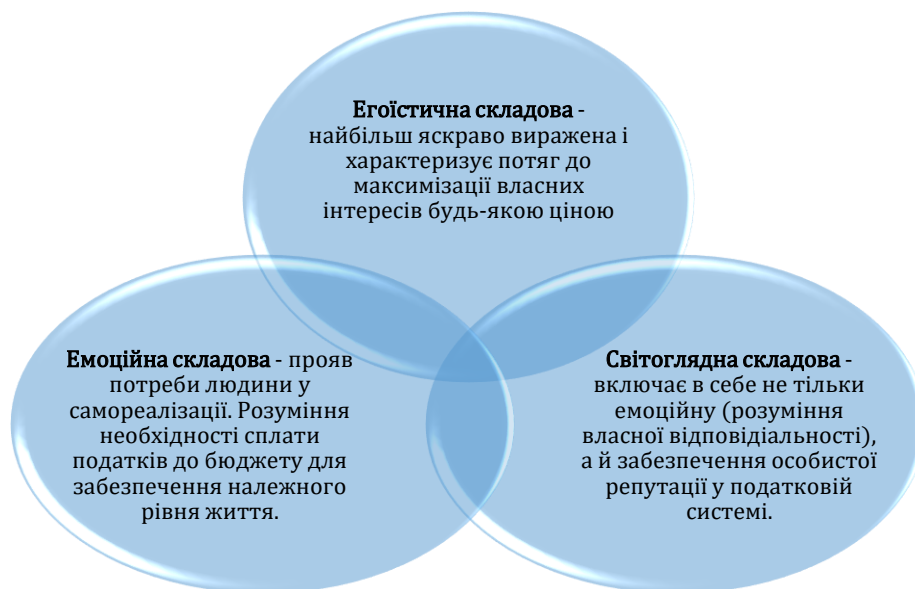 Егоїстична складова -
найбільш яскраво виражена і
характеризує потяг до
максимізації власних
інтересів будь-якою ціною
Емоційна складова - прояв
потреби людини у
самореалізації. Розуміння
необхідності сплати
податків до бюджету для
забезпечення належного
рівня життя.
Світоглядна складова -
включає в себе не тільки
емоційну (розуміння
власної відповідіальності),
а й забезпечення особистої
репутації у податковій
системі.